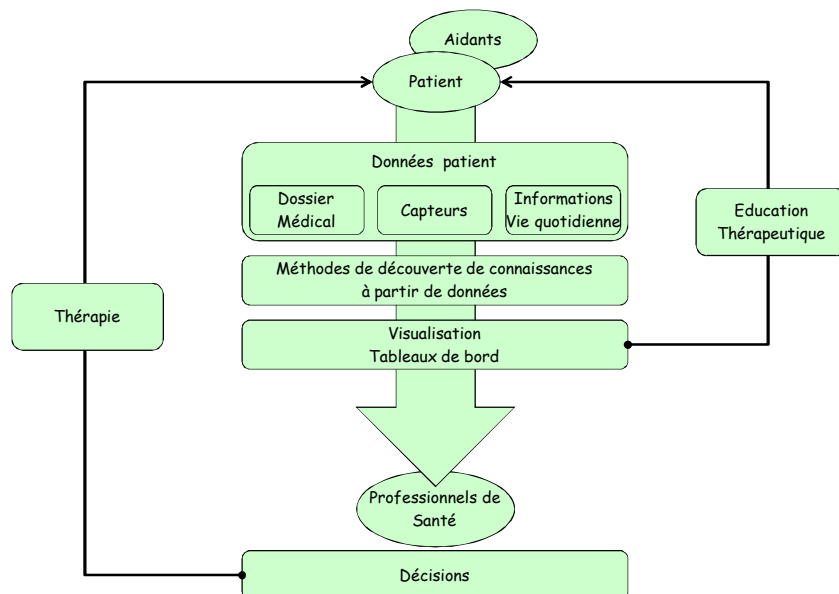 Aidants
Patient
Données patient
Dossier
Médical
Capteurs
Informations
Vie quotidienne
Education
Thérapeutique
Méthodes de découverte de connaissances
à partir de données
Thérapie
Visualisation
Tableaux de bord
Professionnels de
Santé
Décisions